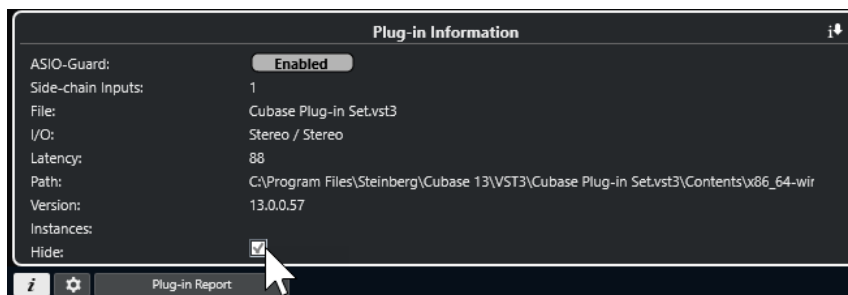 Plug-in Information
ASIO-Guard: Enabled
Side-chain Inputs: 1
File: Cubase Plug-in Set.vst3
I/O: Stereo / Stereo
Latency: 88
Path: C:\Program Files\Steinberg\Cubase 13\VST3\Cubase Plug-in Set.vst3\Contents\x86_64-wir
Version: 13.0.0.57
Instances:
Hide:
i Plug-in Report